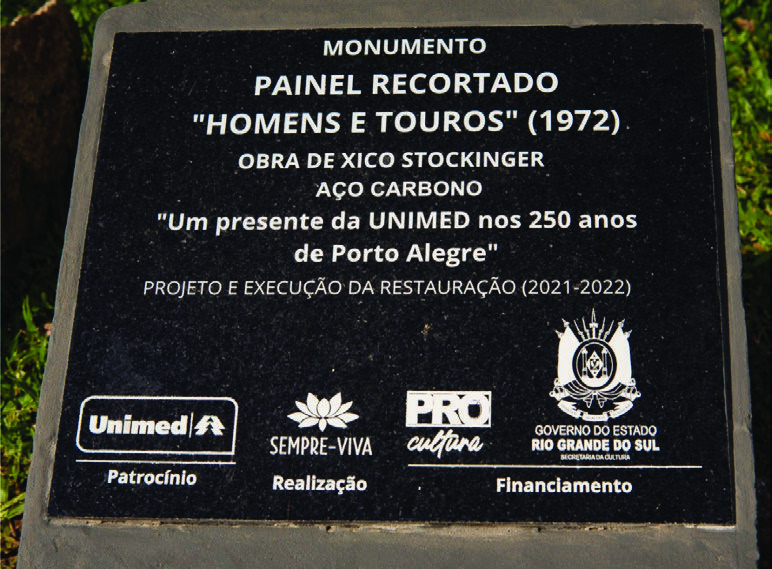 MONUMENTO
PAINEL RECORTADO
"HOMENS E TOUROS" (1972)
OBRA DE XICO STOCKINGER
AÇO CARBONO
"Um presente da UNIMED nos 250 anos
de Porto Alegre"
PROJETO E EXECUÇÃO DA RESTAURAÇÃO (2021-2022)
Unimed
Patrocínio
SEMPRE-VIVA
Realização
PRO
cultura
GOVERNO DO ESTADO
RIO GRANDE DO SUL
SECRETARIA DA CULTURA
Financiamento